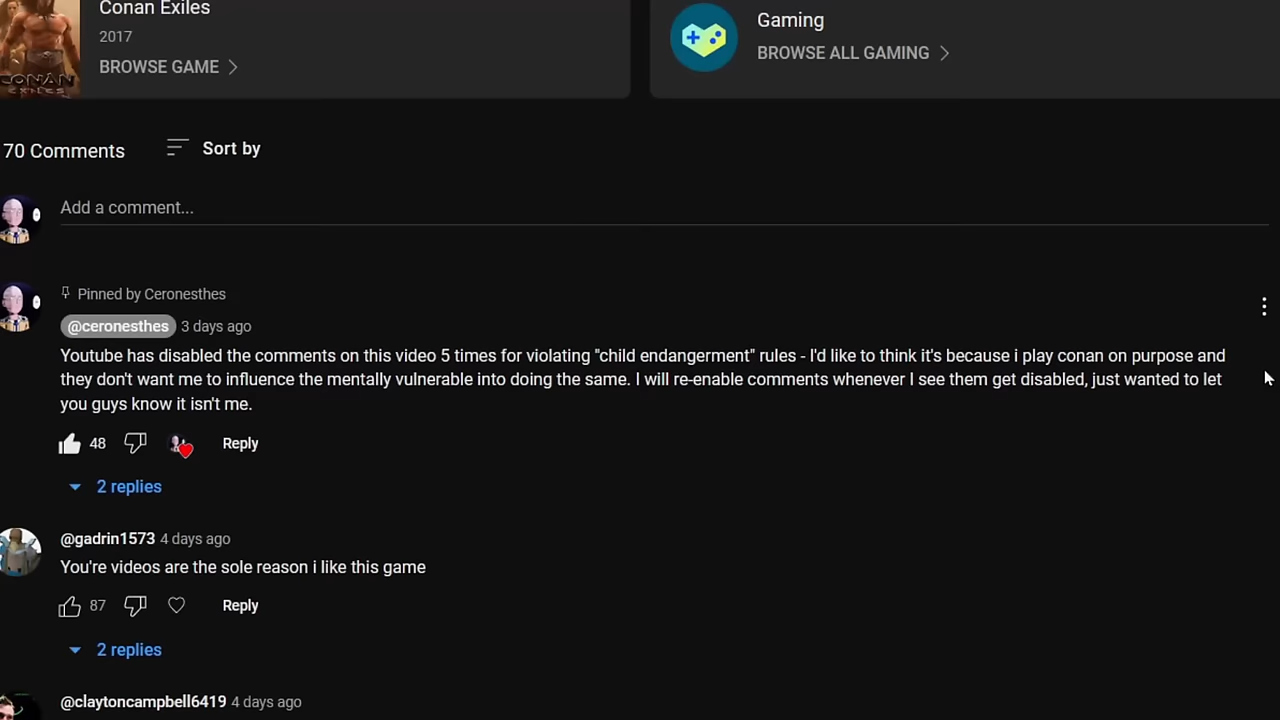 Conan Exiles
2017
BROWSE GAME
CONAN
EXILES
Gaming
BROWSE ALL GAMING
70 Comments
Sort by
Add a comment...
Pinned by Ceronesthes
@ceronesthes 3 days ago
Youtube has disabled the comments on this video 5 times for violating "child endangerment" rules - I'd like to think it's because i play conan on purpose and
they don't want me to influence the mentally vulnerable into doing the same. I will re-enable comments whenever I see them get disabled, just wanted to let
you guys know it isn't me.
48 Reply
2 replies
@gadrin1573 4 days ago
You're videos are the sole reason i like this game
87 Reply
2 replies
@claytoncampbell6419 4 days ago